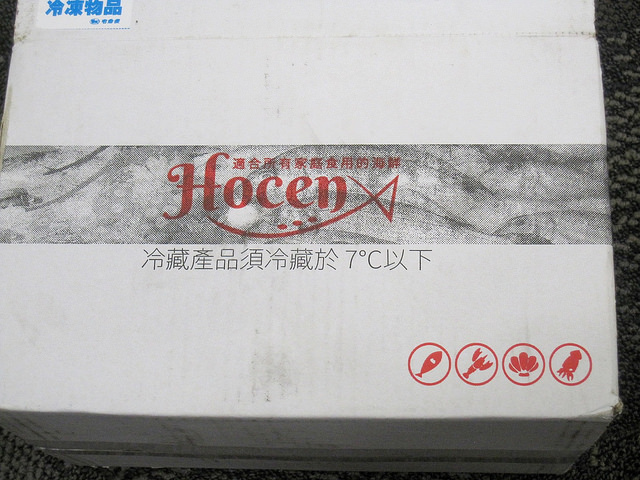 冷凍物品
適合所有家庭食用的海鮮
Hocen
冷藏產品須冷藏於 7°C以下